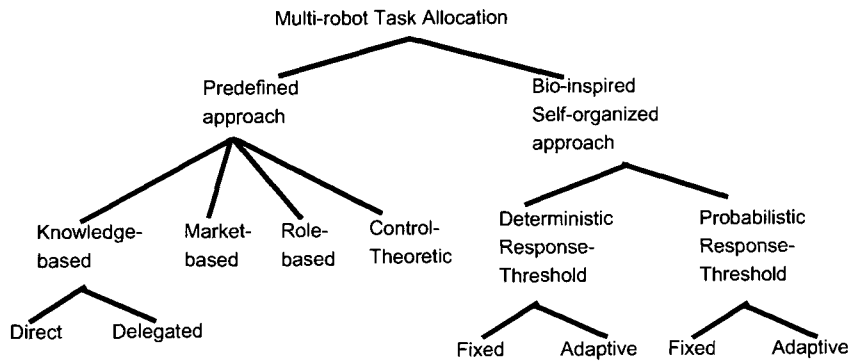 Multi-robot Task Allocation
Predefined
approach
Bio-inspired
Self-organized
approach
Knowledge-
based
Market-
based
Role-
based
Control-
Theoretic
Deterministic
Response-
Threshold
Probabilistic
Response-
Threshold
Direct
Delegated
Fixed
Adaptive
Fixed
Adaptive